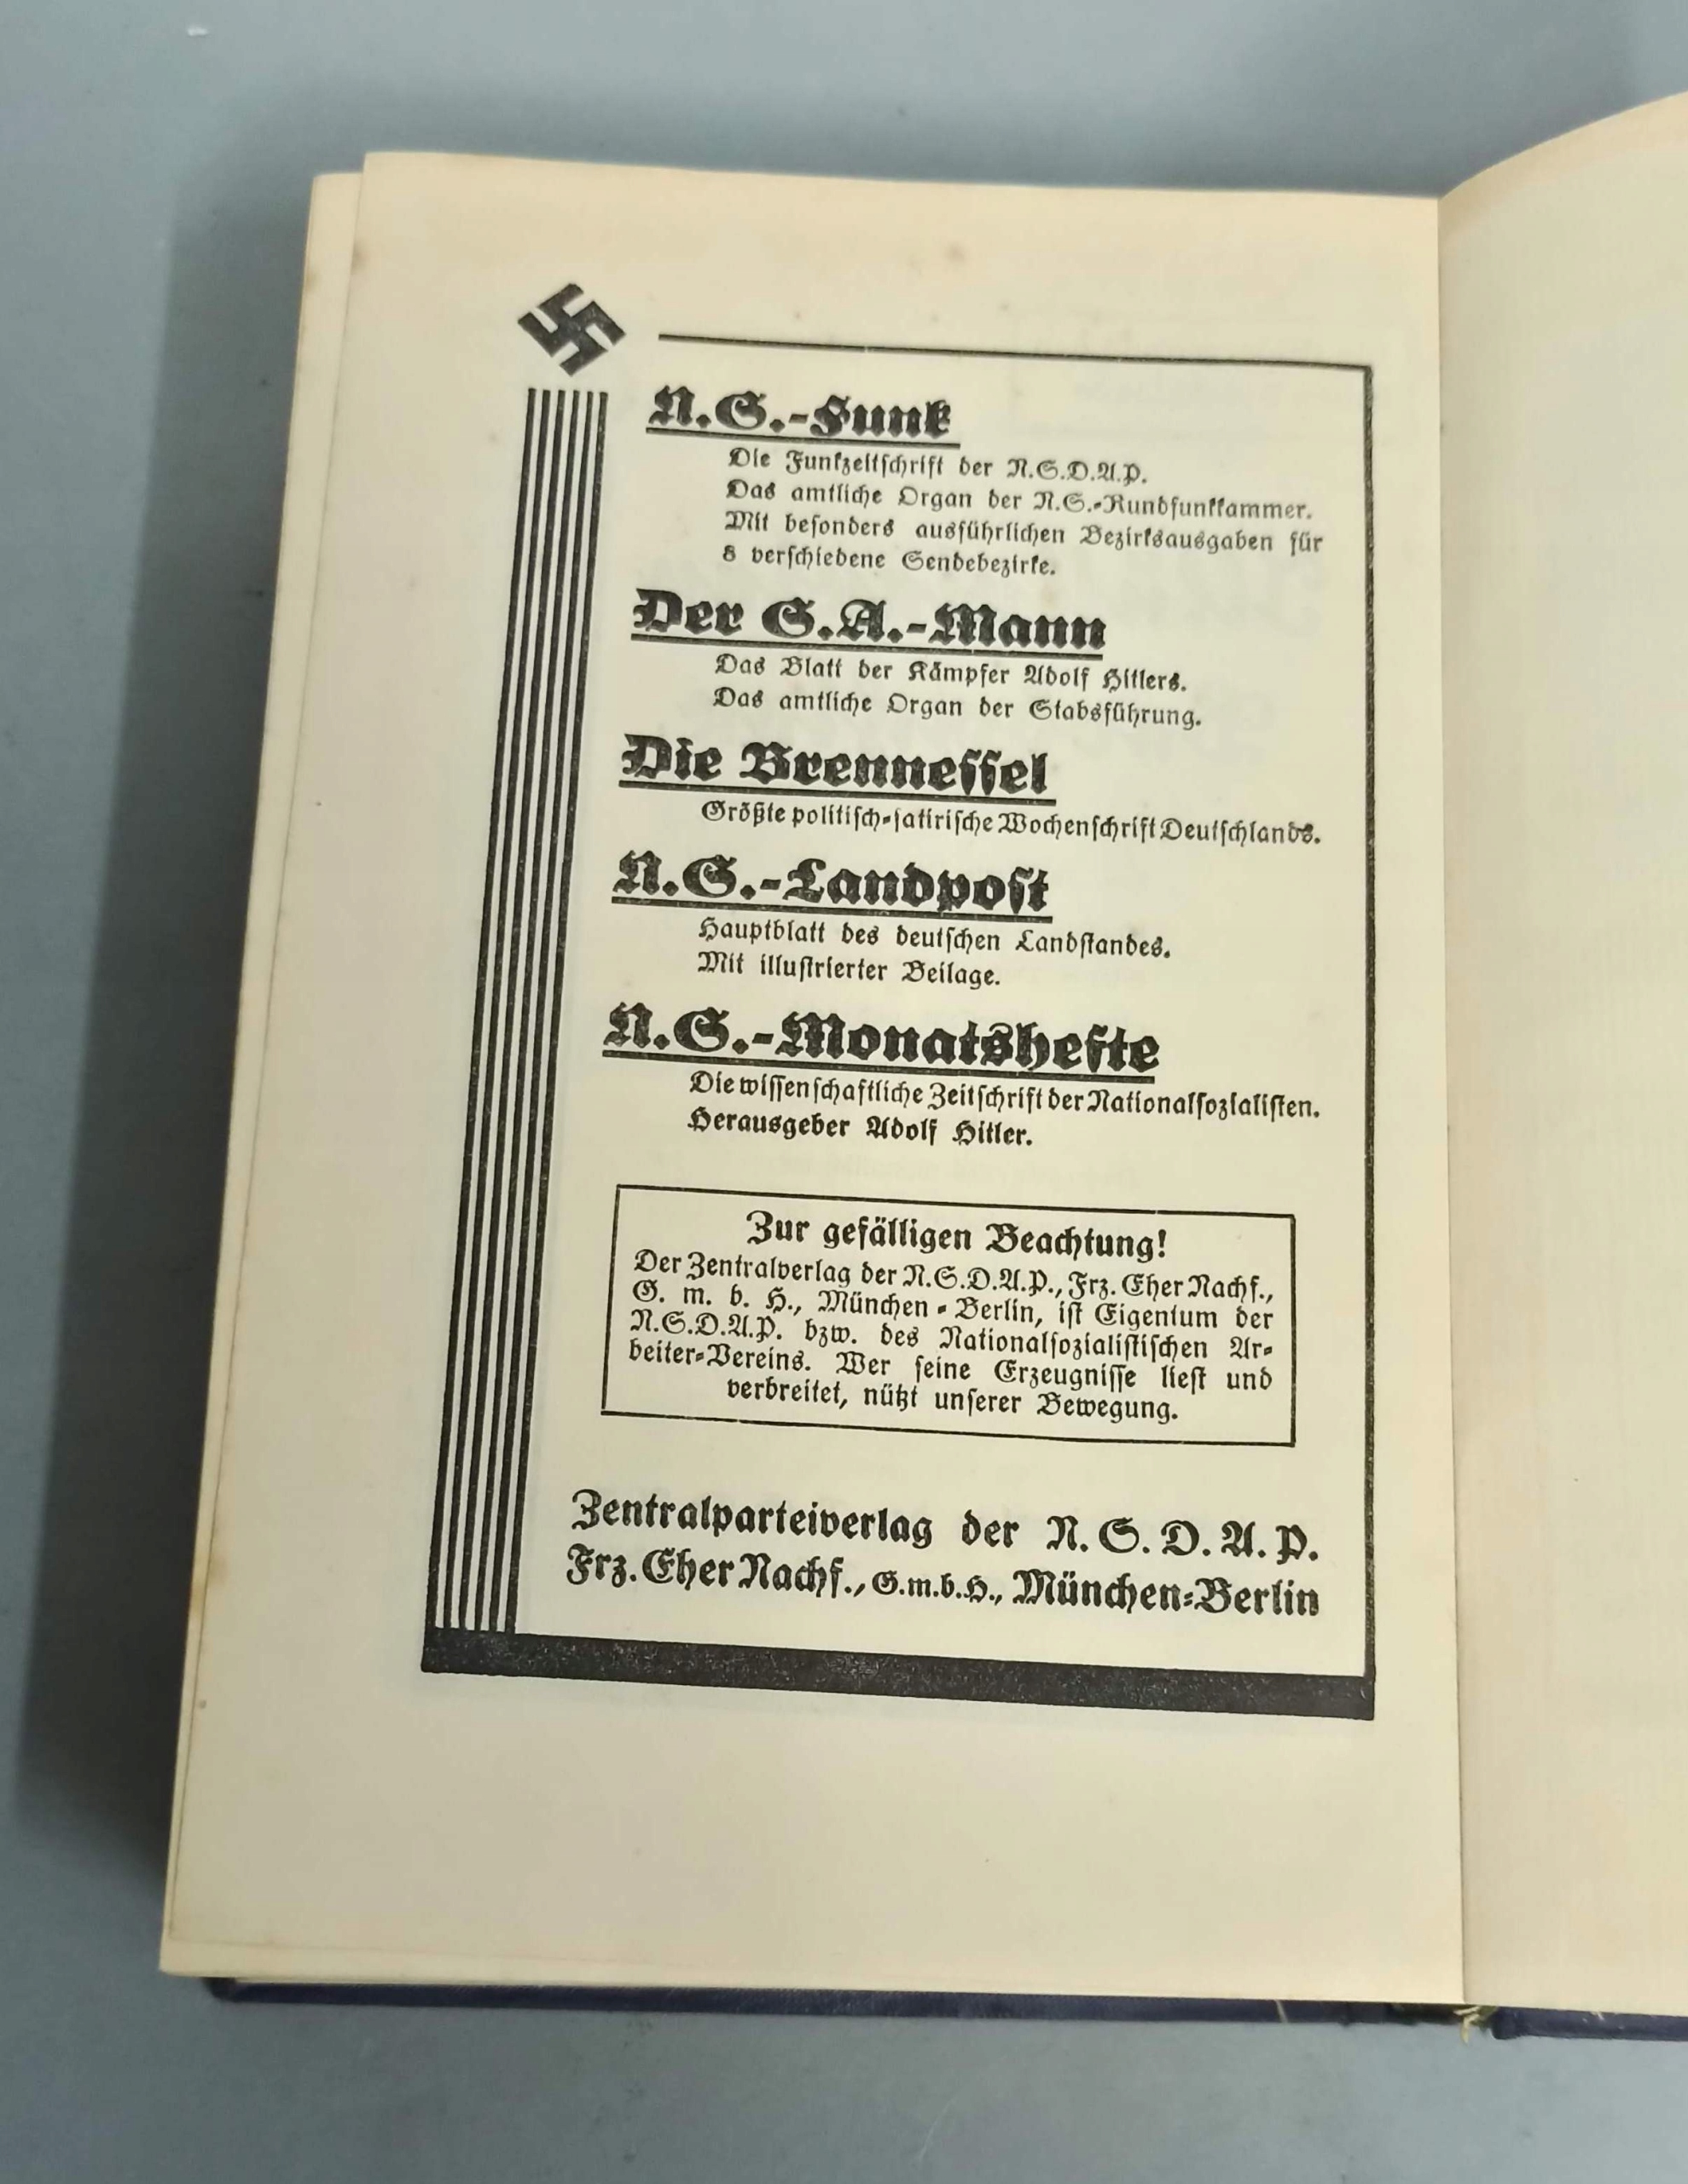 N.S.-Funk
Die Funkzeitschrift der N.S.D.A.P.
Das amtliche Organ der N.S.-Rundfunkkammer.
Mit besonders ausführlichen Bezirksausgaben für
8 verschiedene Sendebezirke.
Der S.A.-Mann
Das Blatt der Kämpfer Adolf Hitlers.
Das amtliche Organ der Stabsführung.
Die Brennessel
Größte politisch-satirische Wochenschrift Deutschlands.
N.S.-Landpost
Hauptblatt des deutschen Landstandes.
Mit illustrierter Beilage.
N.S.-Monatshefte
Die wissenschaftliche Zeitschrift der Nationalsozialisten.
Herausgeber Adolf Hitler.
Zur gefälligen Beachtung!
Der Zentralverlag der N.S.D.A.P., Frz. Eher Nachf.,
G. m. b. H., München-Berlin, ist Eigentum der
N.S.D.A.P. bzw. des Nationalsozialistischen Ar-
beiter-Vereins. Wer seine Erzeugnisse liest und
verbreitet, nützt unserer Bewegung.
Zentralparteiverlag der N. S. D. A. P.
Frz. Eher Nachf., G.m.b.H., München-Berlin